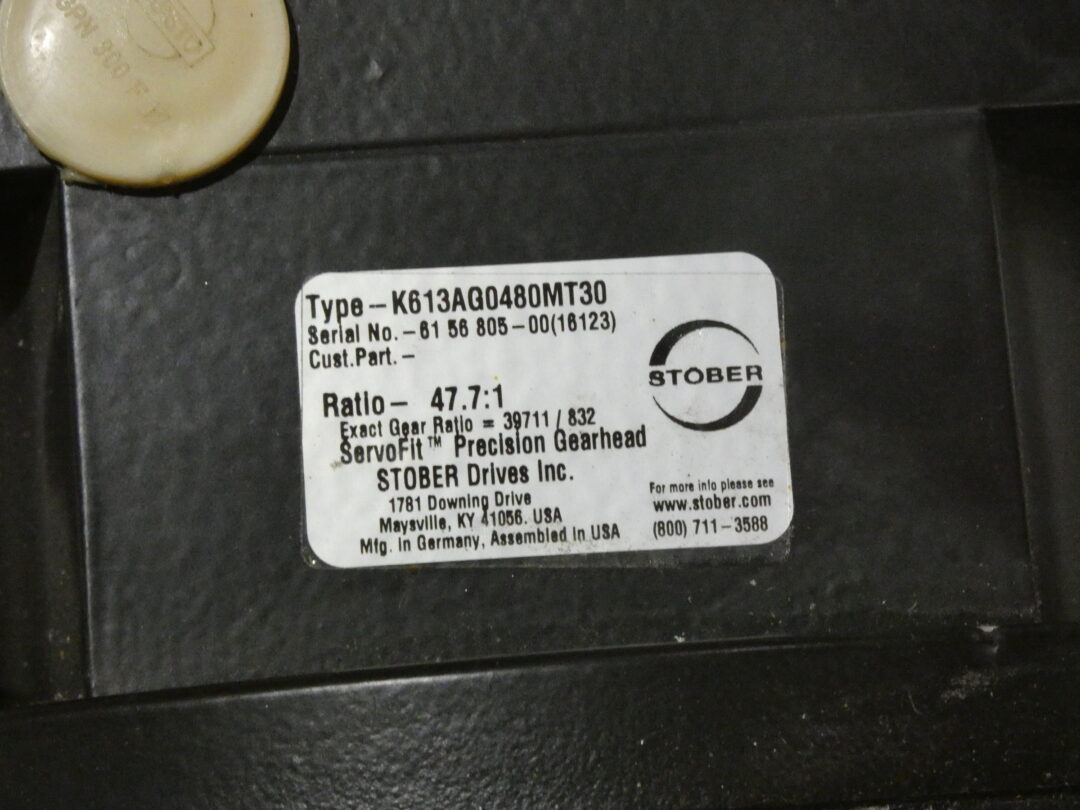 GPN 300 F
Type – K613AG0480MT30
Serial No. – 61 56 805 – 00(16123)
Cust.Part. –
Ratio – 47.7:1
Exact Gear Ratio = 39711 / 832
ServoFit™ Precision Gearhead
STOBER Drives Inc.
1781 Downing Drive
Maysville, KY 41056. USA
Mfg. in Germany, Assembled in USA
STOBER
For more info please see
www.stober.com
(800) 711 – 3588